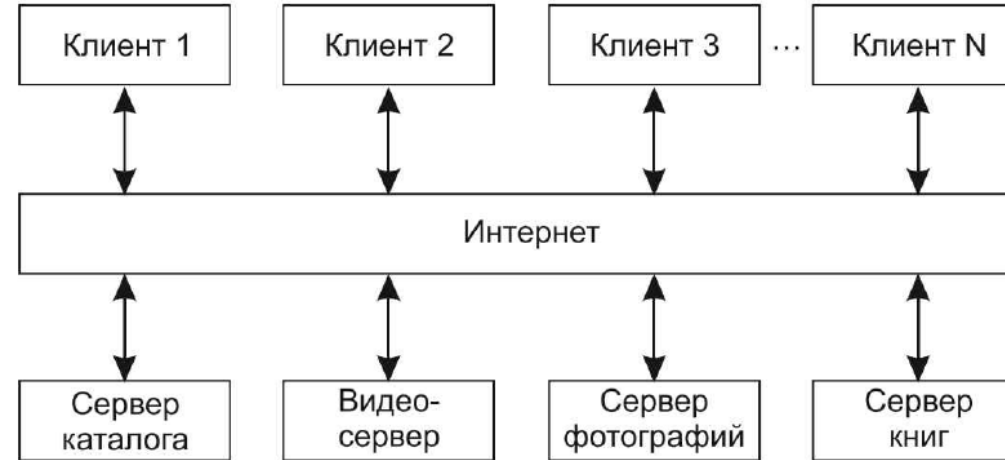 Клиент 1
Клиент 2
Клиент 3
...
Клиент N
Интернет
Сервер
каталога
Видео-
сервер
Сервер
фотографий
Сервер
книг